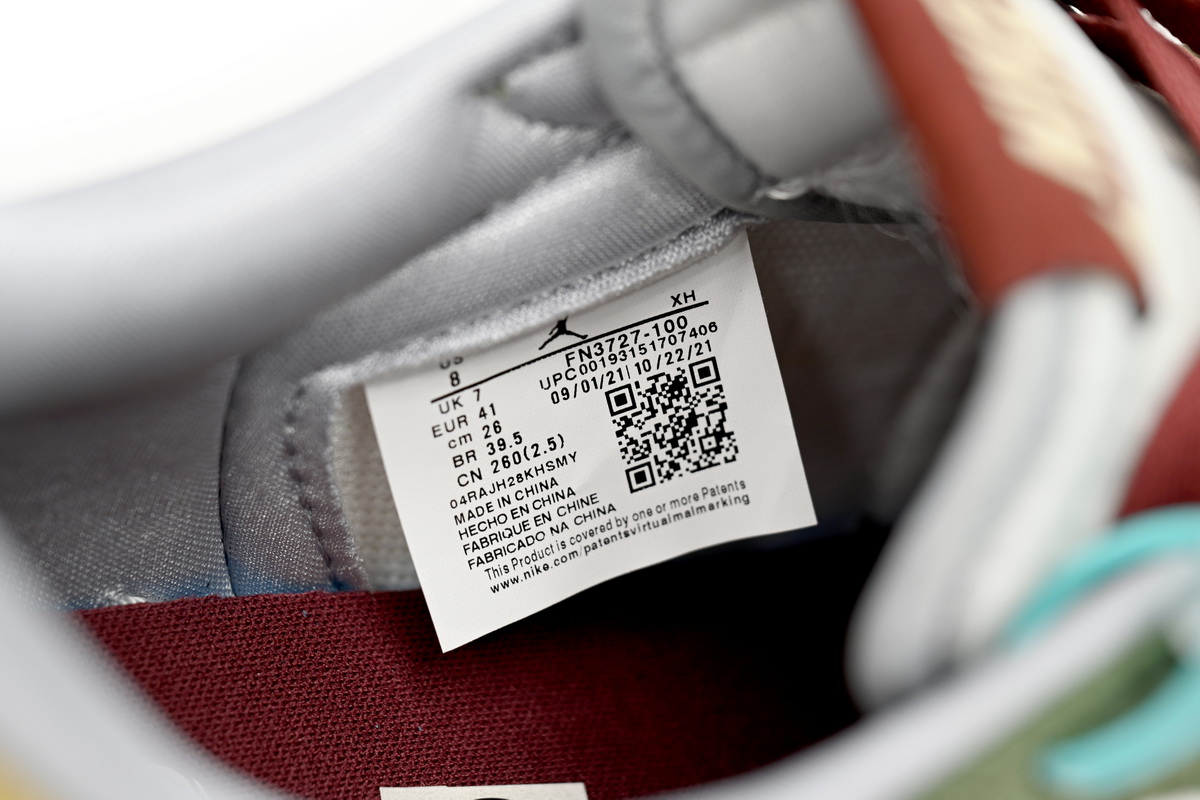 XH
US
8
UK 7
EUR 41
cm 26
BR 39.5
CN 260(2.5)
FN3727-100
UPC00193151707406
09/01/21| 10/22/21
04RAJH28KHSMY
MADE IN CHINA
HECHO EN CHINA
FABRIQUE EN CHINE
FABRICADO NA CHINA
This Product is covered by one or more Patents
www.nike.com/patentsvirtualmalmarking